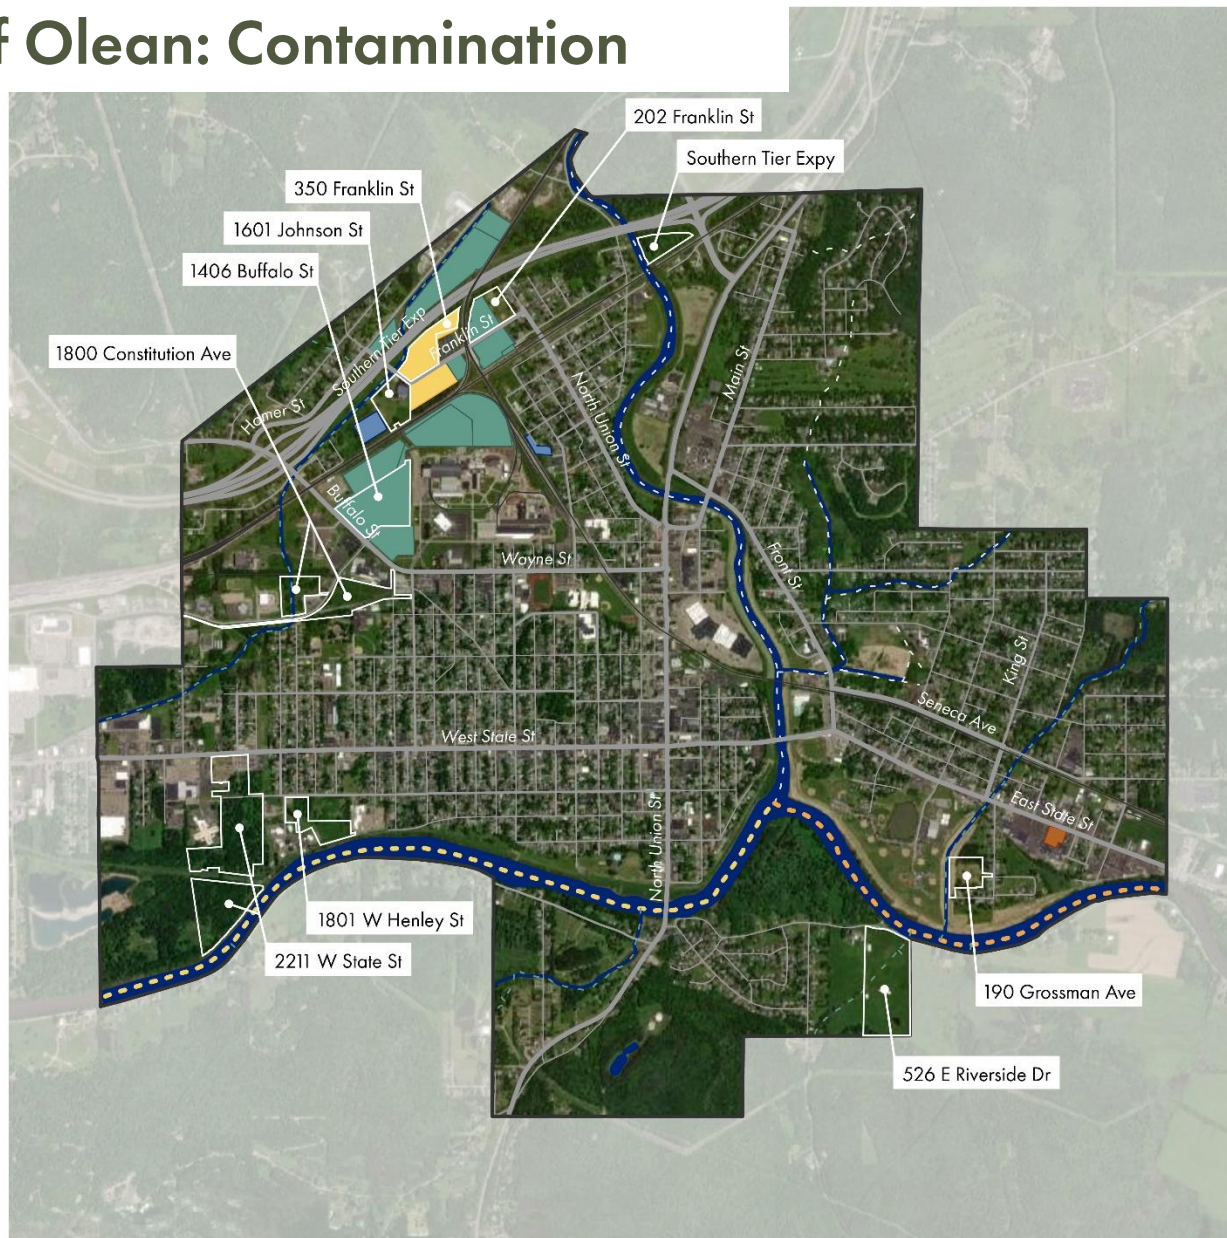 f Olean: Contamination
202 Franklin St
Southern Tier Expy
350 Franklin St
1601 Johnson St
1406 Buffalo St
1800 Constitution Ave
Southern Tier Exp
Franklin St
Homer St
North Union St
Main St
Buffalo St
Wayne St
Front St
King St
Seneca Ave
West State St
North Union St
East State St
1801 W Henley St
2211 W State St
190 Grossman Ave
526 E Riverside Dr